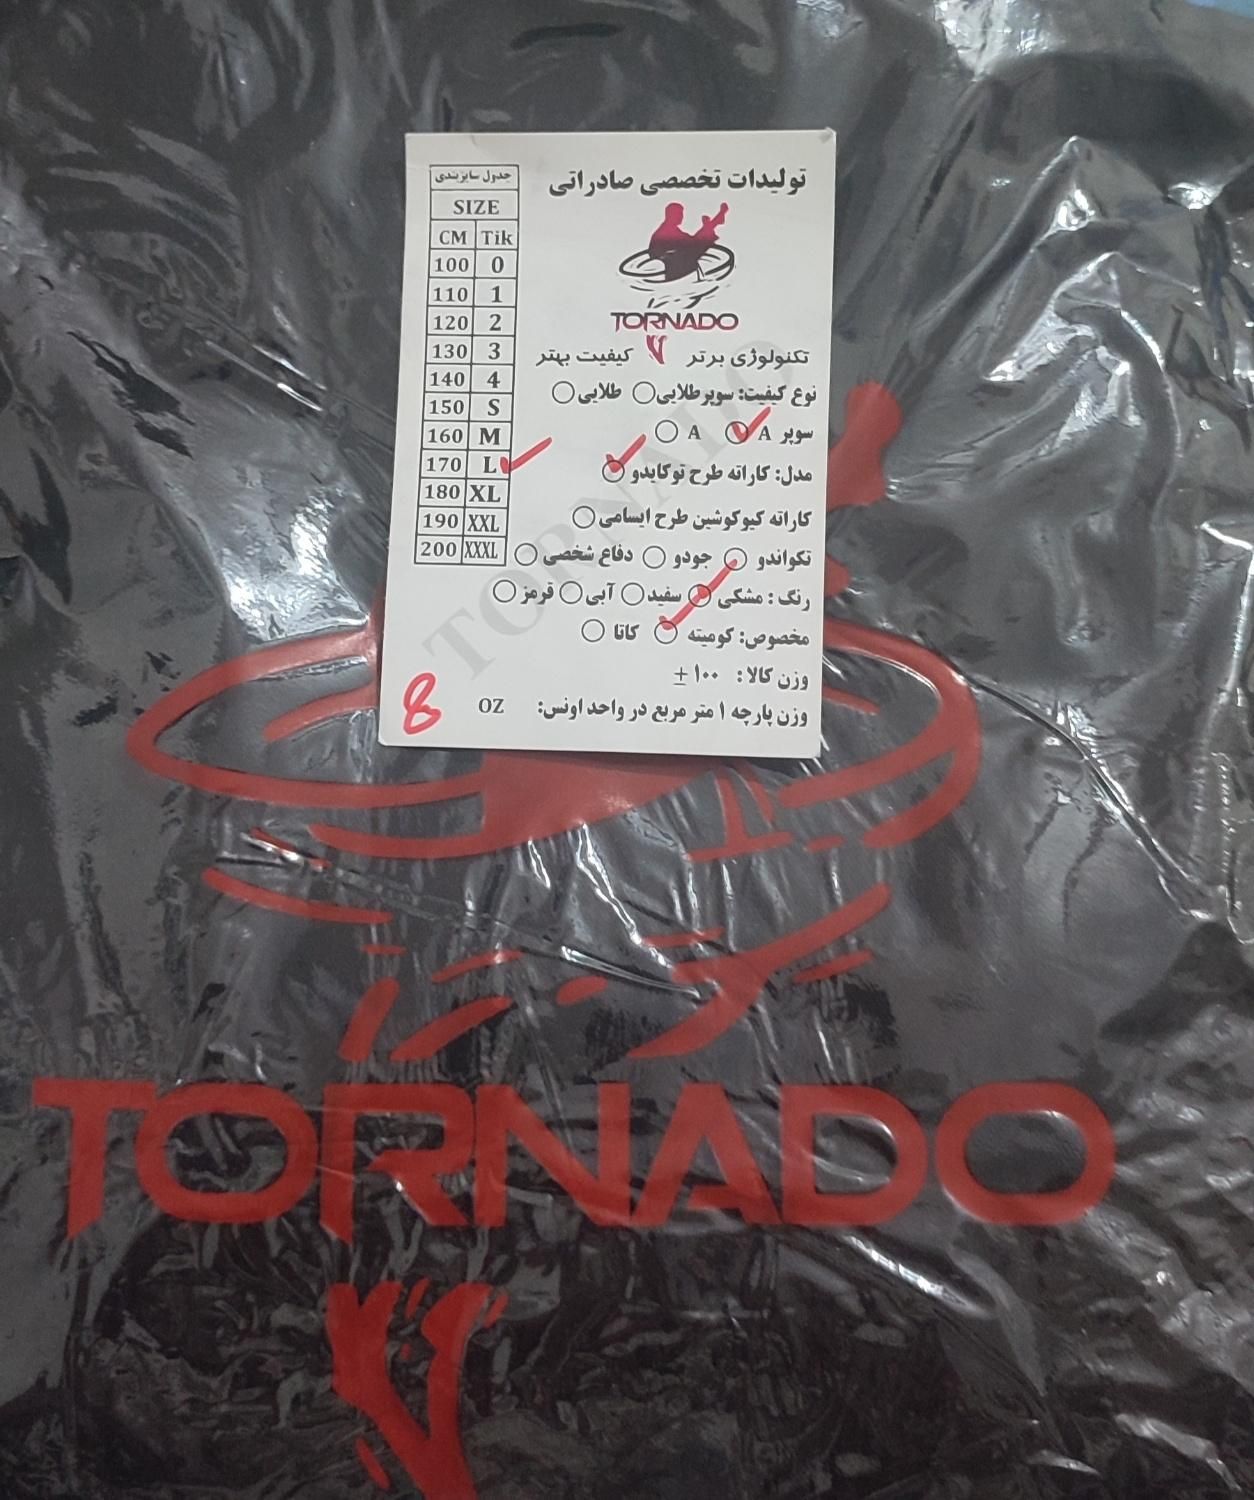 تولیدات تخصصی صادراتی
TORNADO
تکنولوژی برتر کیفیت بهتر
نوع کیفیت: سوپرطلایی طلایی
سوپر A A
مدل: کاراته طرح توکایدو
کاراته کیوکوشین طرح ایسامی
تکواندو جودو دفاع شخصی
رنگ: مشکی سفید آبی قرمز
مخصوص: کومیته کاتا
وزن کالا: ۱۰۰ ±
وزن پارچه ۱ متر مربع در واحد اونس: OZ 8
جدول سایزبندی
SIZE
CM Tik
100 0
110 1
120 2
130 3
140 4
150 S
160 M
170 L
180 XL
190 XXL
200 XXXL
TORNADO
TORNADO